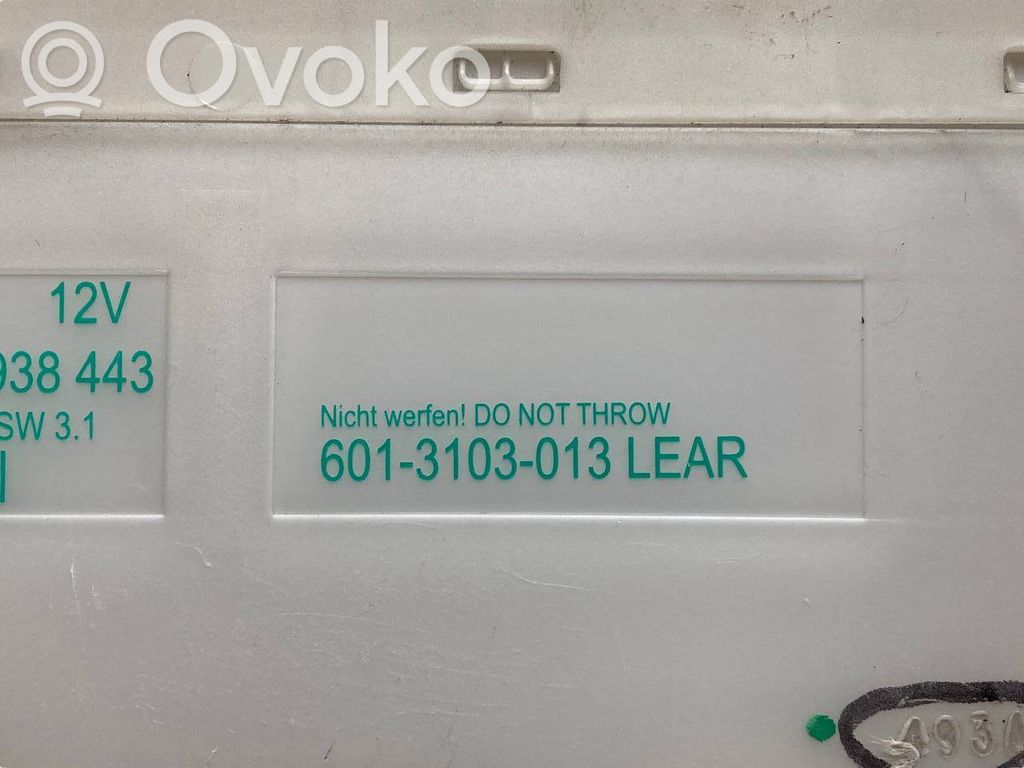 Ovoko
12V
938 443
SW 3.1
Nicht werfen! DO NOT THROW
601-3103-013 LEAR